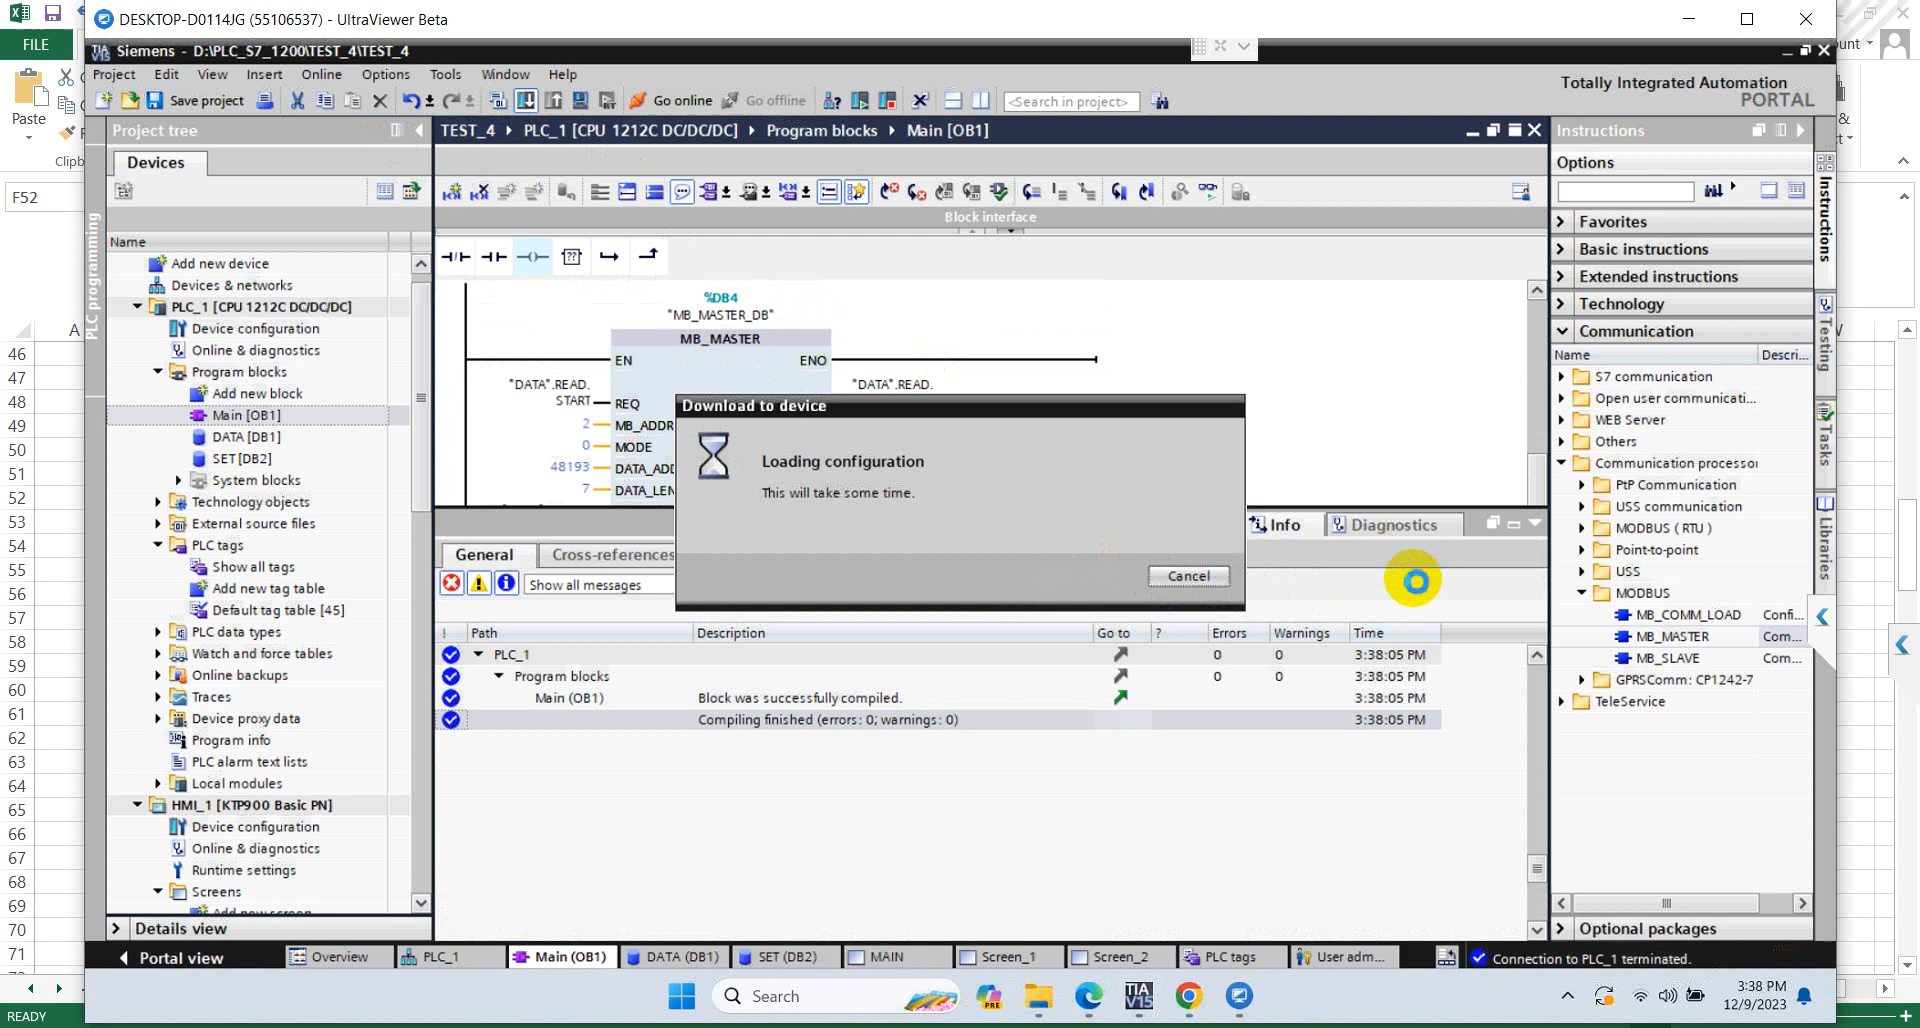 DESKTOP-D0114JG (55106537) - UltraViewer Beta
FILE
Paste
Clipb
F52
A
46
47
48
49
50
51
52
53
54
55
56
57
58
59
60
61
62
63
64
65
66
67
68
69
70
71
READY
Siemens - D:\PLC_S7_1200\TEST_4\TEST_4
Project Edit View Insert Online Options Tools Window Help
Totally Integrated Automation
PORTAL
Save project
Go online
Go offline
<Search in project>
Project tree
TEST_4 PLC_1 [CPU 1212C DC/DC/DC] Program blocks Main [OB1]
Instructions
Devices
Options
PLC programming
Block interface
Name
Add new device
Devices & networks
PLC_1 [CPU 1212C DC/DC/DC]
Device configuration
Online & diagnostics
Program blocks
Add new block
Main [OB1]
DATA [DB1]
SET [DB2]
System blocks
Technology objects
External source files
PLC tags
Show all tags
Add new tag table
Default tag table [45]
PLC data types
Watch and force tables
Online backups
Traces
Device proxy data
Program info
PLC alarm text lists
Local modules
HMI_1 [KTP900 Basic PN]
Device configuration
Online & diagnostics
Runtime settings
Screens
Add new screen
Details view
%DB4
"MB_MASTER_DB"
MB_MASTER
EN ENO
"DATA".READ.
START REQ
"DATA".READ.
2 MB_ADDR
0 MODE
48193 DATA_ADD
7 DATA_LEN
Download to device
Loading configuration
This will take some time.
Cancel
Info
Diagnostics
General
Cross-references
Show all messages
! Path Description Go to ? Errors Warnings Time
PLC_1 0 0 3:38:05 PM
Program blocks 0 0 3:38:05 PM
Main (OB1) Block was successfully compiled. 3:38:05 PM
Compiling finished (errors: 0; warnings: 0) 3:38:05 PM
Favorites
Basic instructions
Extended instructions
Technology
Communication
Name Descri...
S7 communication
Open user communicati...
WEB Server
Others
Communication processor
PtP Communication
USS communication
MODBUS ( RTU )
Point-to-point
USS
MODBUS
MB_COMM_LOAD Confi...
MB_MASTER Com...
MB_SLAVE Com...
GPRSComm: CP1242-7
TeleService
Optional packages
Instructions
Testing
Tasks
Libraries
Portal view
Overview
PLC_1
Main (OB1)
DATA (DB1)
SET (DB2)
MAIN
Screen_1
Screen_2
PLC tags
User adm...
Connection to PLC_1 terminated.
Search
PRE
TIA
V15
3:38 PM
12/9/2023